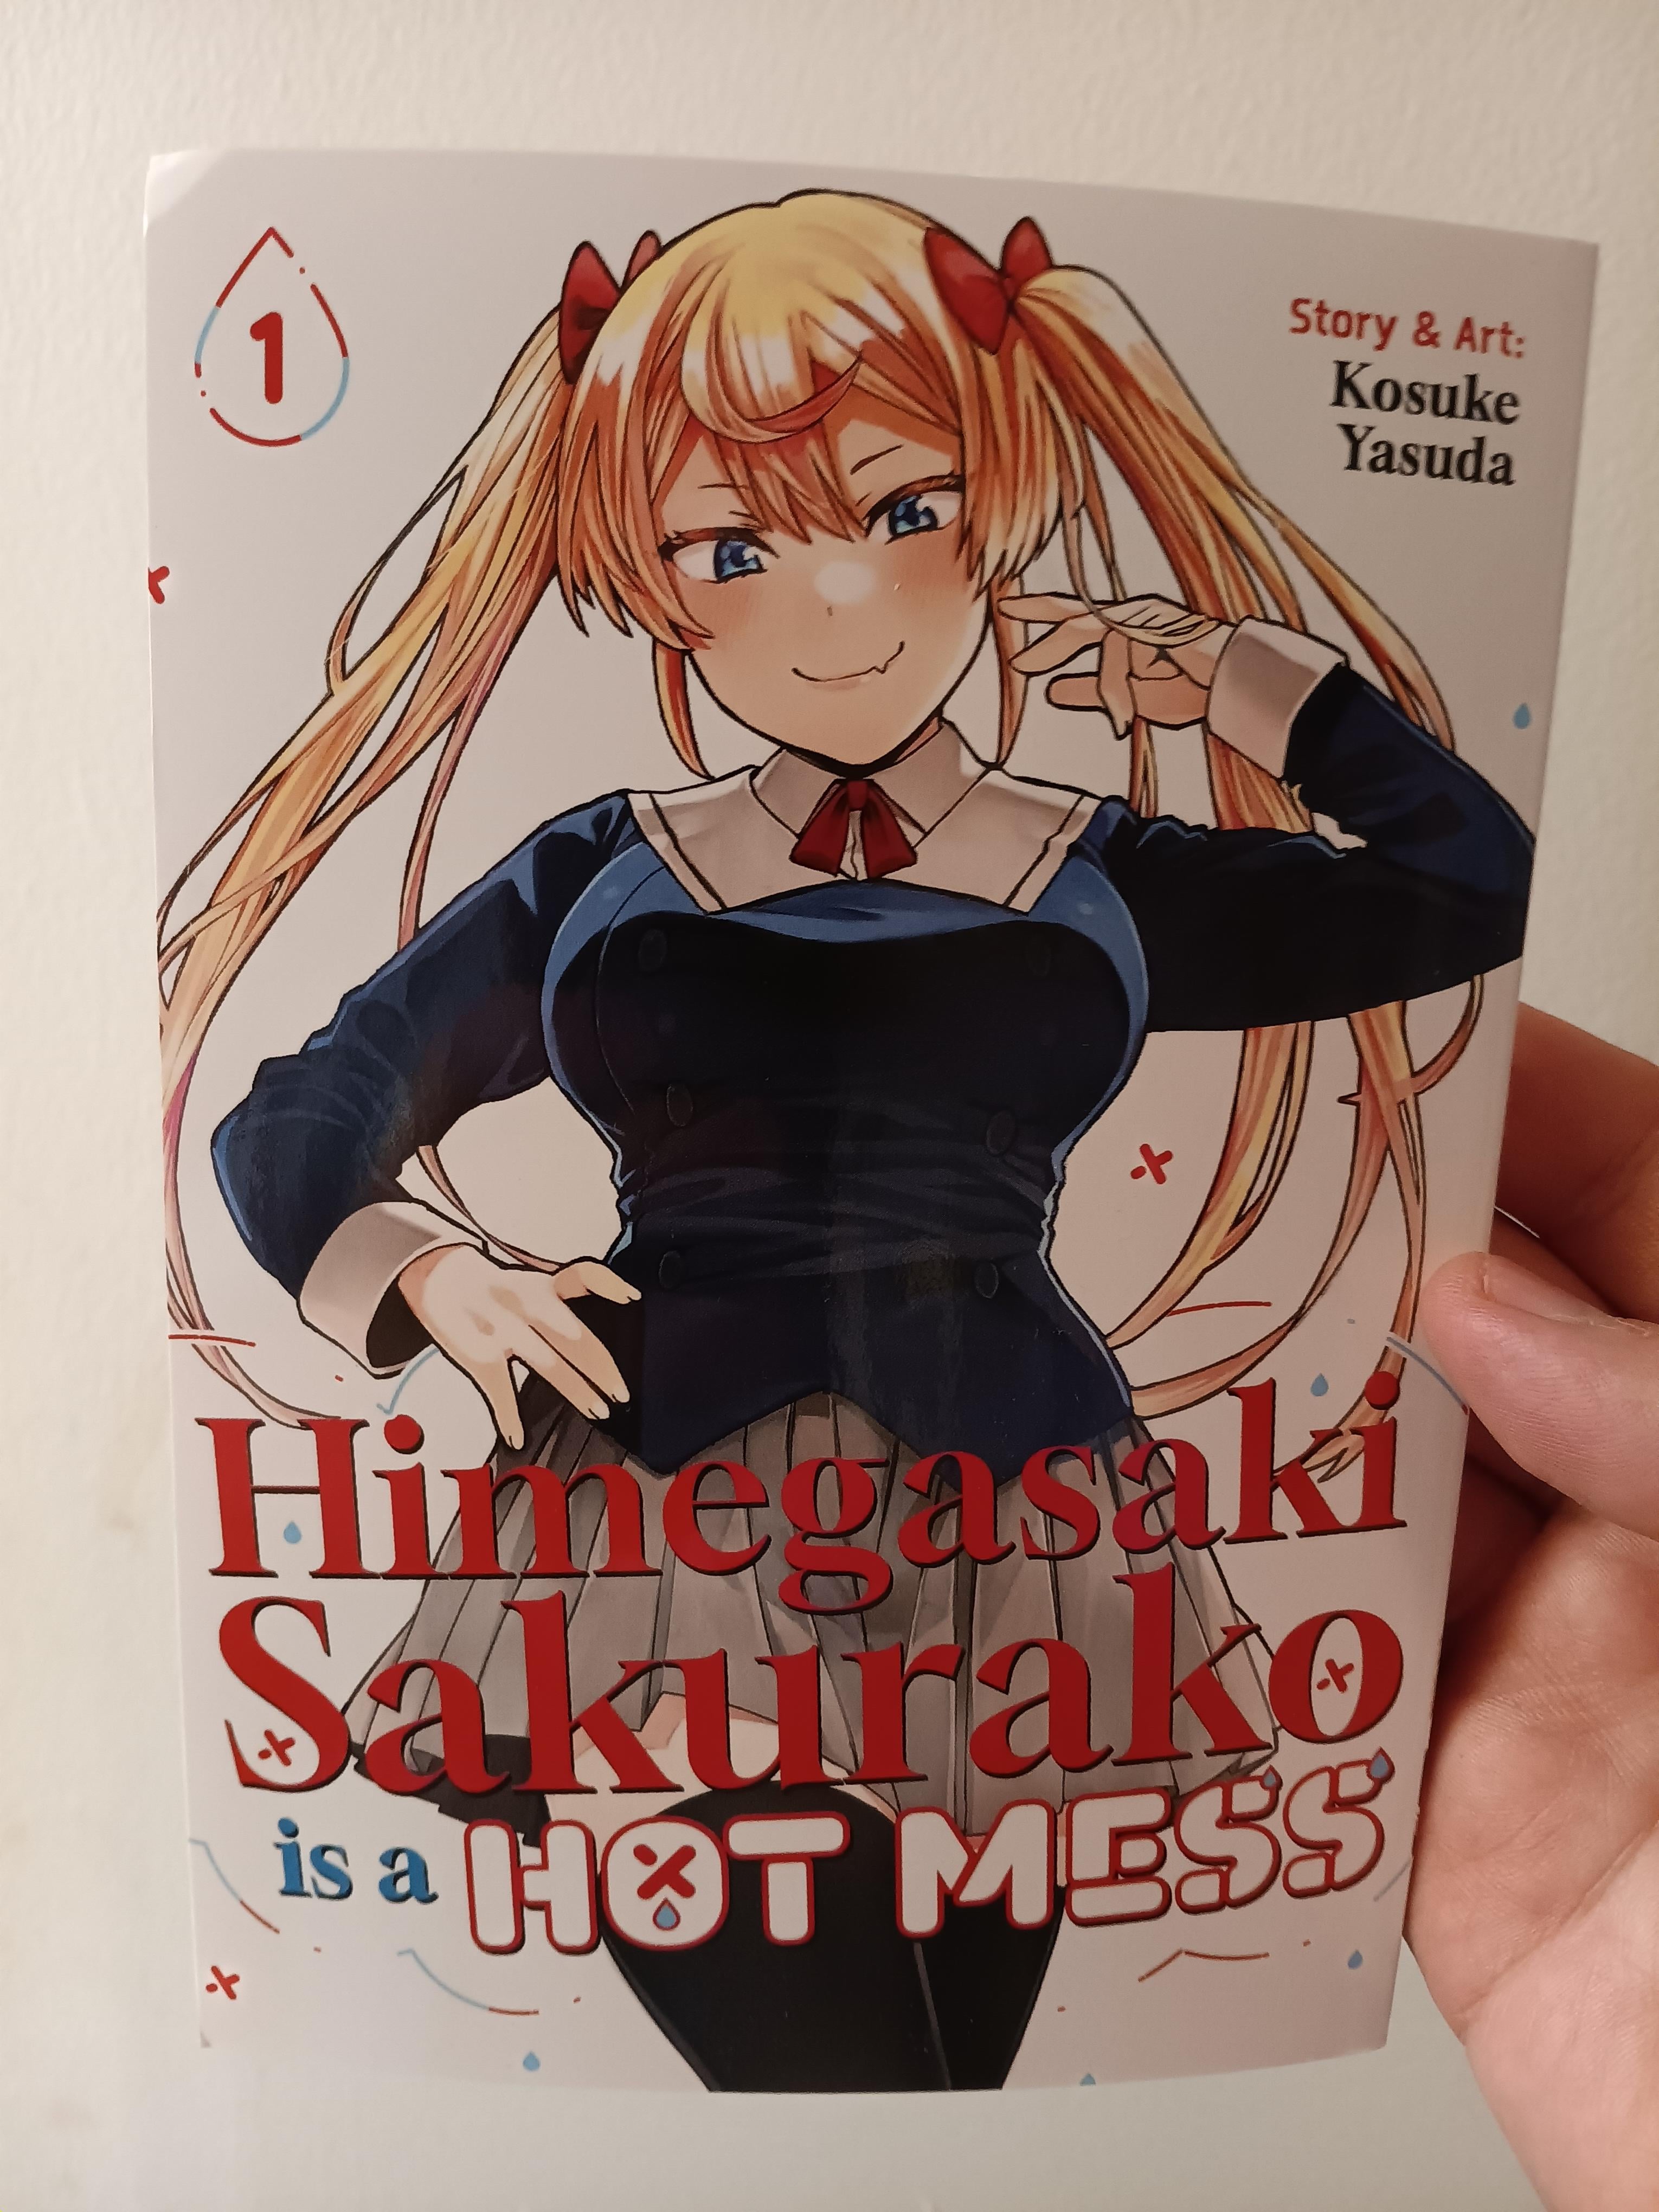 1
Story & Art:
Kosuke
Yasuda
Himegasaki
Sakurako
is a HOT MESS